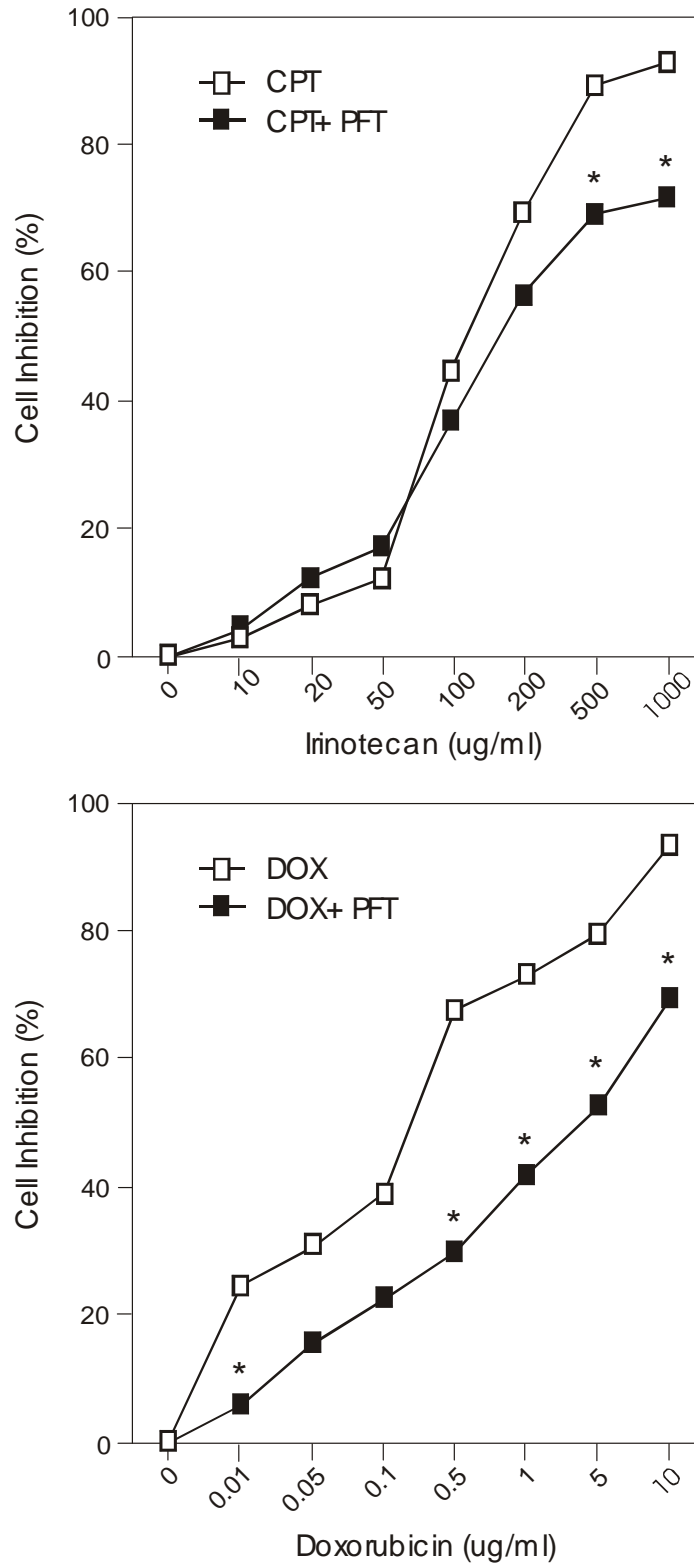 100
80
60
40
20
0
Cell Inhibition (%)
CPT
CPT+ PFT
*
*
0 10 20 50 100 200 500 1000
Irinotecan (ug/ml)
100
80
60
40
20
0
Cell Inhibition (%)
DOX
DOX+ PFT
*
*
*
*
*
0 0.01 0.05 0.1 0.5 1 5 10
Doxorubicin (ug/ml)